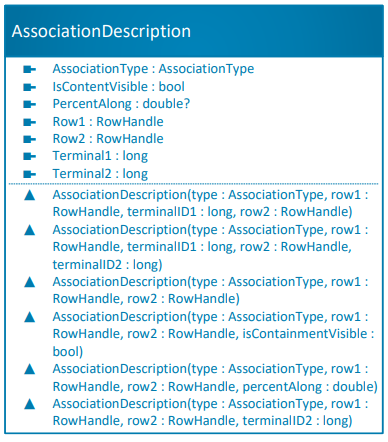 AssociationDescription
AssociationType : AssociationType
IsContentVisible : bool
PercentAlong : double?
Row1 : RowHandle
Row2 : RowHandle
Terminal1 : long
Terminal2 : long
AssociationDescription(type : AssociationType, row1 :
RowHandle, terminalID1 : long, row2 : RowHandle)
AssociationDescription(type : AssociationType, row1 :
RowHandle, terminalID1 : long, row2 : RowHandle,
terminalID2 : long)
AssociationDescription(type : AssociationType, row1 :
RowHandle, row2 : RowHandle)
AssociationDescription(type : AssociationType, row1 :
RowHandle, row2 : RowHandle, isContainmentVisible :
bool)
AssociationDescription(type : AssociationType, row1 :
RowHandle, row2 : RowHandle, percentAlong : double)
AssociationDescription(type : AssociationType, row1 :
RowHandle, row2 : RowHandle, terminalID2 : long)